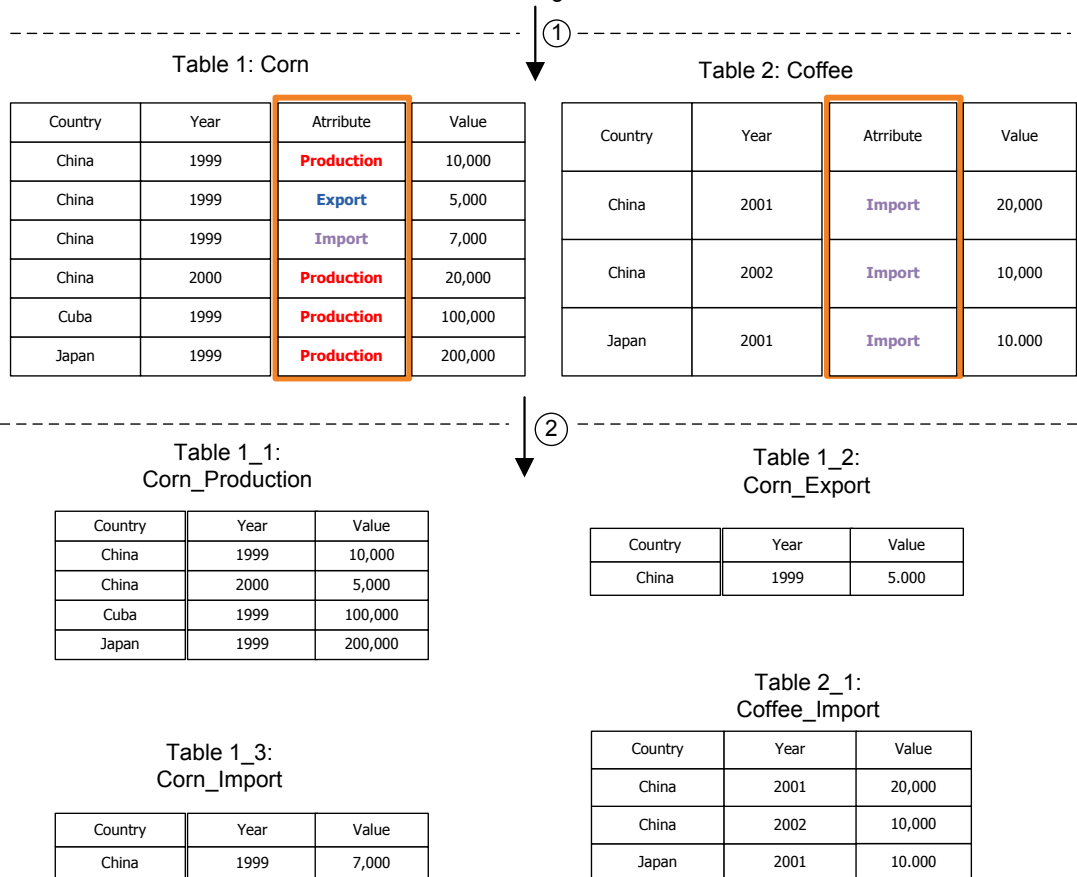 1
Table 1: Corn
Country Year Atrribute Value
China 1999 Production 10,000
China 1999 Export 5,000
China 1999 Import 7,000
China 2000 Production 20,000
Cuba 1999 Production 100,000
Japan 1999 Production 200,000
Table 2: Coffee
Country Year Atrribute Value
China 2001 Import 20,000
China 2002 Import 10,000
Japan 2001 Import 10.000
2
Table 1_1:
Corn_Production
Country Year Value
China 1999 10,000
China 2000 5,000
Cuba 1999 100,000
Japan 1999 200,000
Table 1_2:
Corn_Export
Country Year Value
China 1999 5.000
Table 1_3:
Corn_Import
Country Year Value
China 1999 7,000
Table 2_1:
Coffee_Import
Country Year Value
China 2001 20,000
China 2002 10,000
Japan 2001 10.000